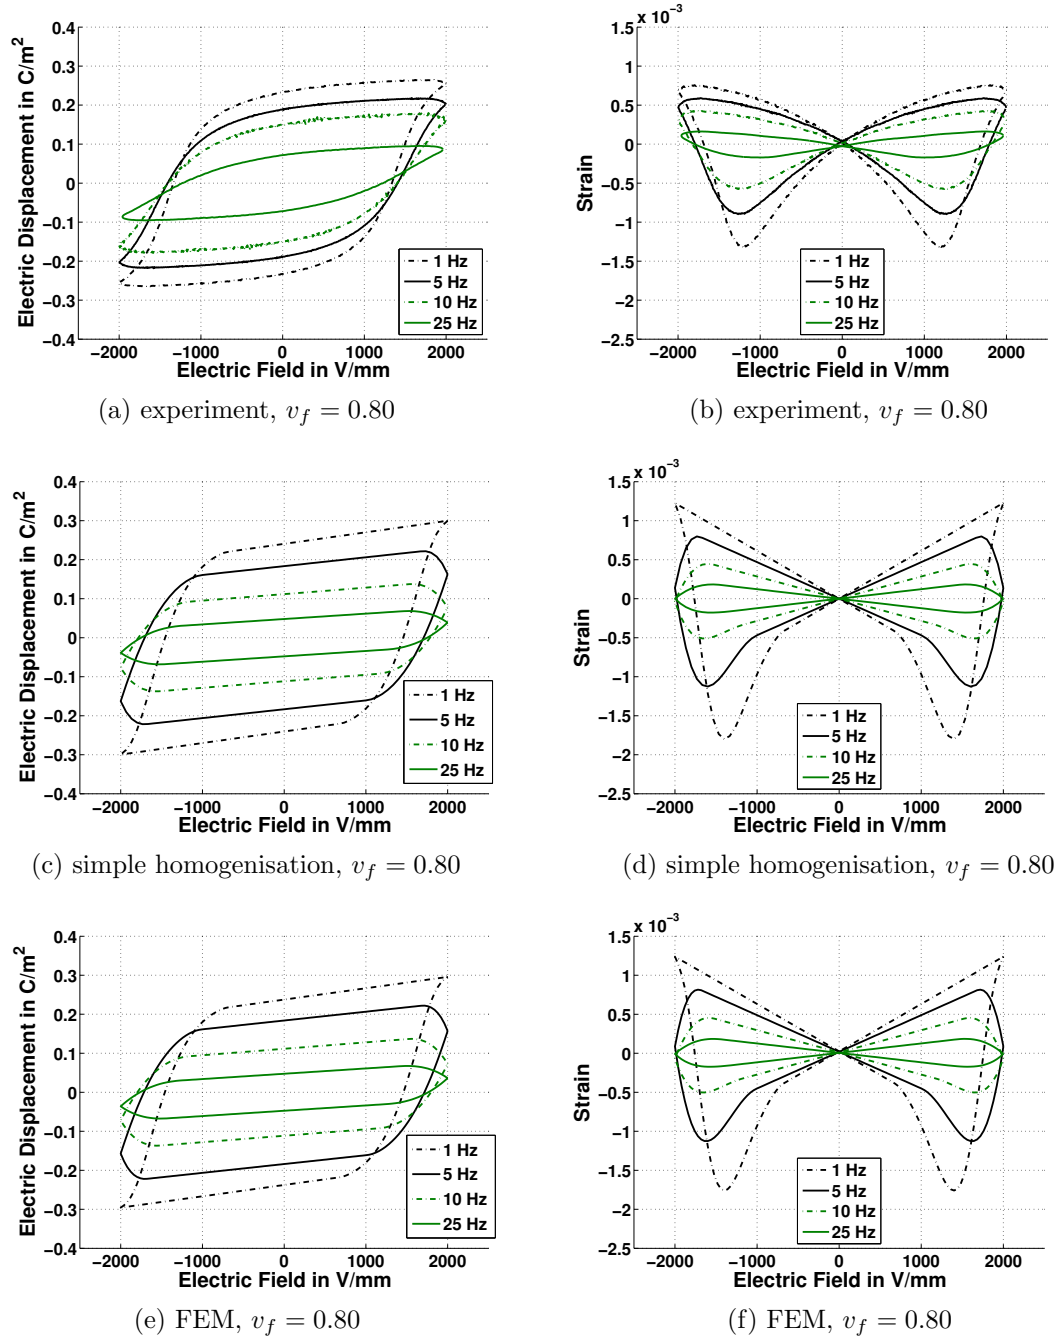 0.4
0.3
0.2
0.1
0
−0.1
−0.2
−0.3
−0.4
Electric Displacement in C/m²
−2000 −1000 0 1000 2000
Electric Field in V/mm
1 Hz
5 Hz
10 Hz
25 Hz
(a) experiment, v_f = 0.80
x 10⁻³
1.5
1
0.5
0
−0.5
−1
−1.5
−2
−2.5
Strain
−2000 −1000 0 1000 2000
Electric Field in V/mm
1 Hz
5 Hz
10 Hz
25 Hz
(b) experiment, v_f = 0.80
0.4
0.3
0.2
0.1
0
−0.1
−0.2
−0.3
−0.4
Electric Displacement in C/m²
−2000 −1000 0 1000 2000
Electric Field in V/mm
1 Hz
5 Hz
10 Hz
25 Hz
(c) simple homogenisation, v_f = 0.80
x 10⁻³
1.5
1
0.5
0
−0.5
−1
−1.5
−2
−2.5
Strain
−2000 −1000 0 1000 2000
Electric Field in V/mm
1 Hz
5 Hz
10 Hz
25 Hz
(d) simple homogenisation, v_f = 0.80
0.4
0.3
0.2
0.1
0
−0.1
−0.2
−0.3
−0.4
Electric Displacement in C/m²
−2000 −1000 0 1000 2000
Electric Field in V/mm
1 Hz
5 Hz
10 Hz
25 Hz
(e) FEM, v_f = 0.80
x 10⁻³
1.5
1
0.5
0
−0.5
−1
−1.5
−2
−2.5
Strain
−2000 −1000 0 1000 2000
Electric Field in V/mm
1 Hz
5 Hz
10 Hz
25 Hz
(f) FEM, v_f = 0.80